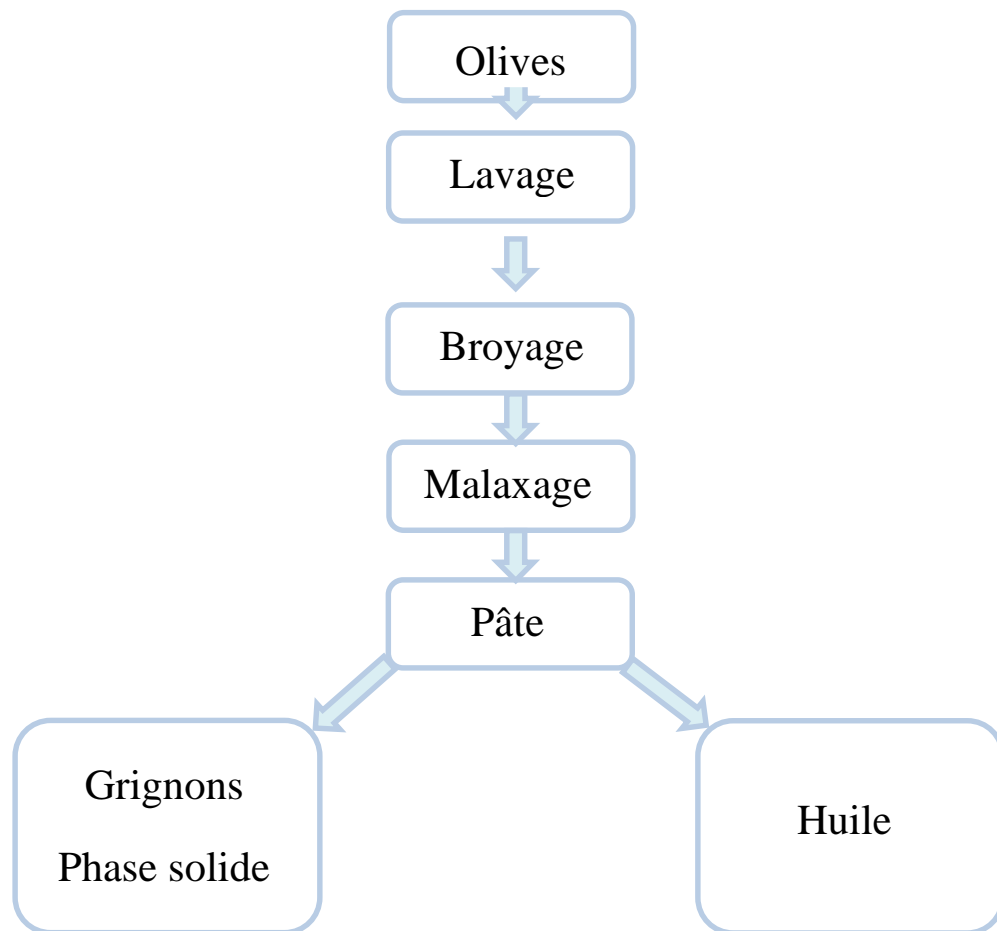 Olives
Lavage
Broyage
Malaxage
Pâte
Grignons
Phase solide
Huile